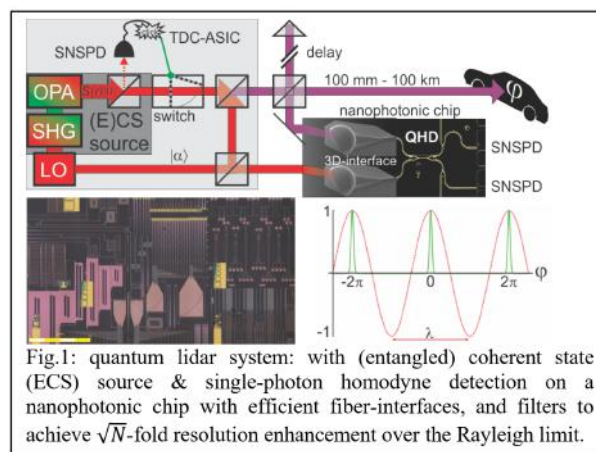 SNSPD
TDC-ASIC
delay
OPA
100 mm - 100 km
φ
SHG
(E)CS
source
switch
nanophotonic chip
QHD
SNSPD
LO
|α⟩
3D-interface
SNSPD
1
φ
-2π
0
2π
λ
-1
Fig.1: quantum lidar system: with (entangled) coherent state
(ECS) source & single-photon homodyne detection on a
nanophotonic chip with efficient fiber-interfaces, and filters to
achieve √N-fold resolution enhancement over the Rayleigh limit.